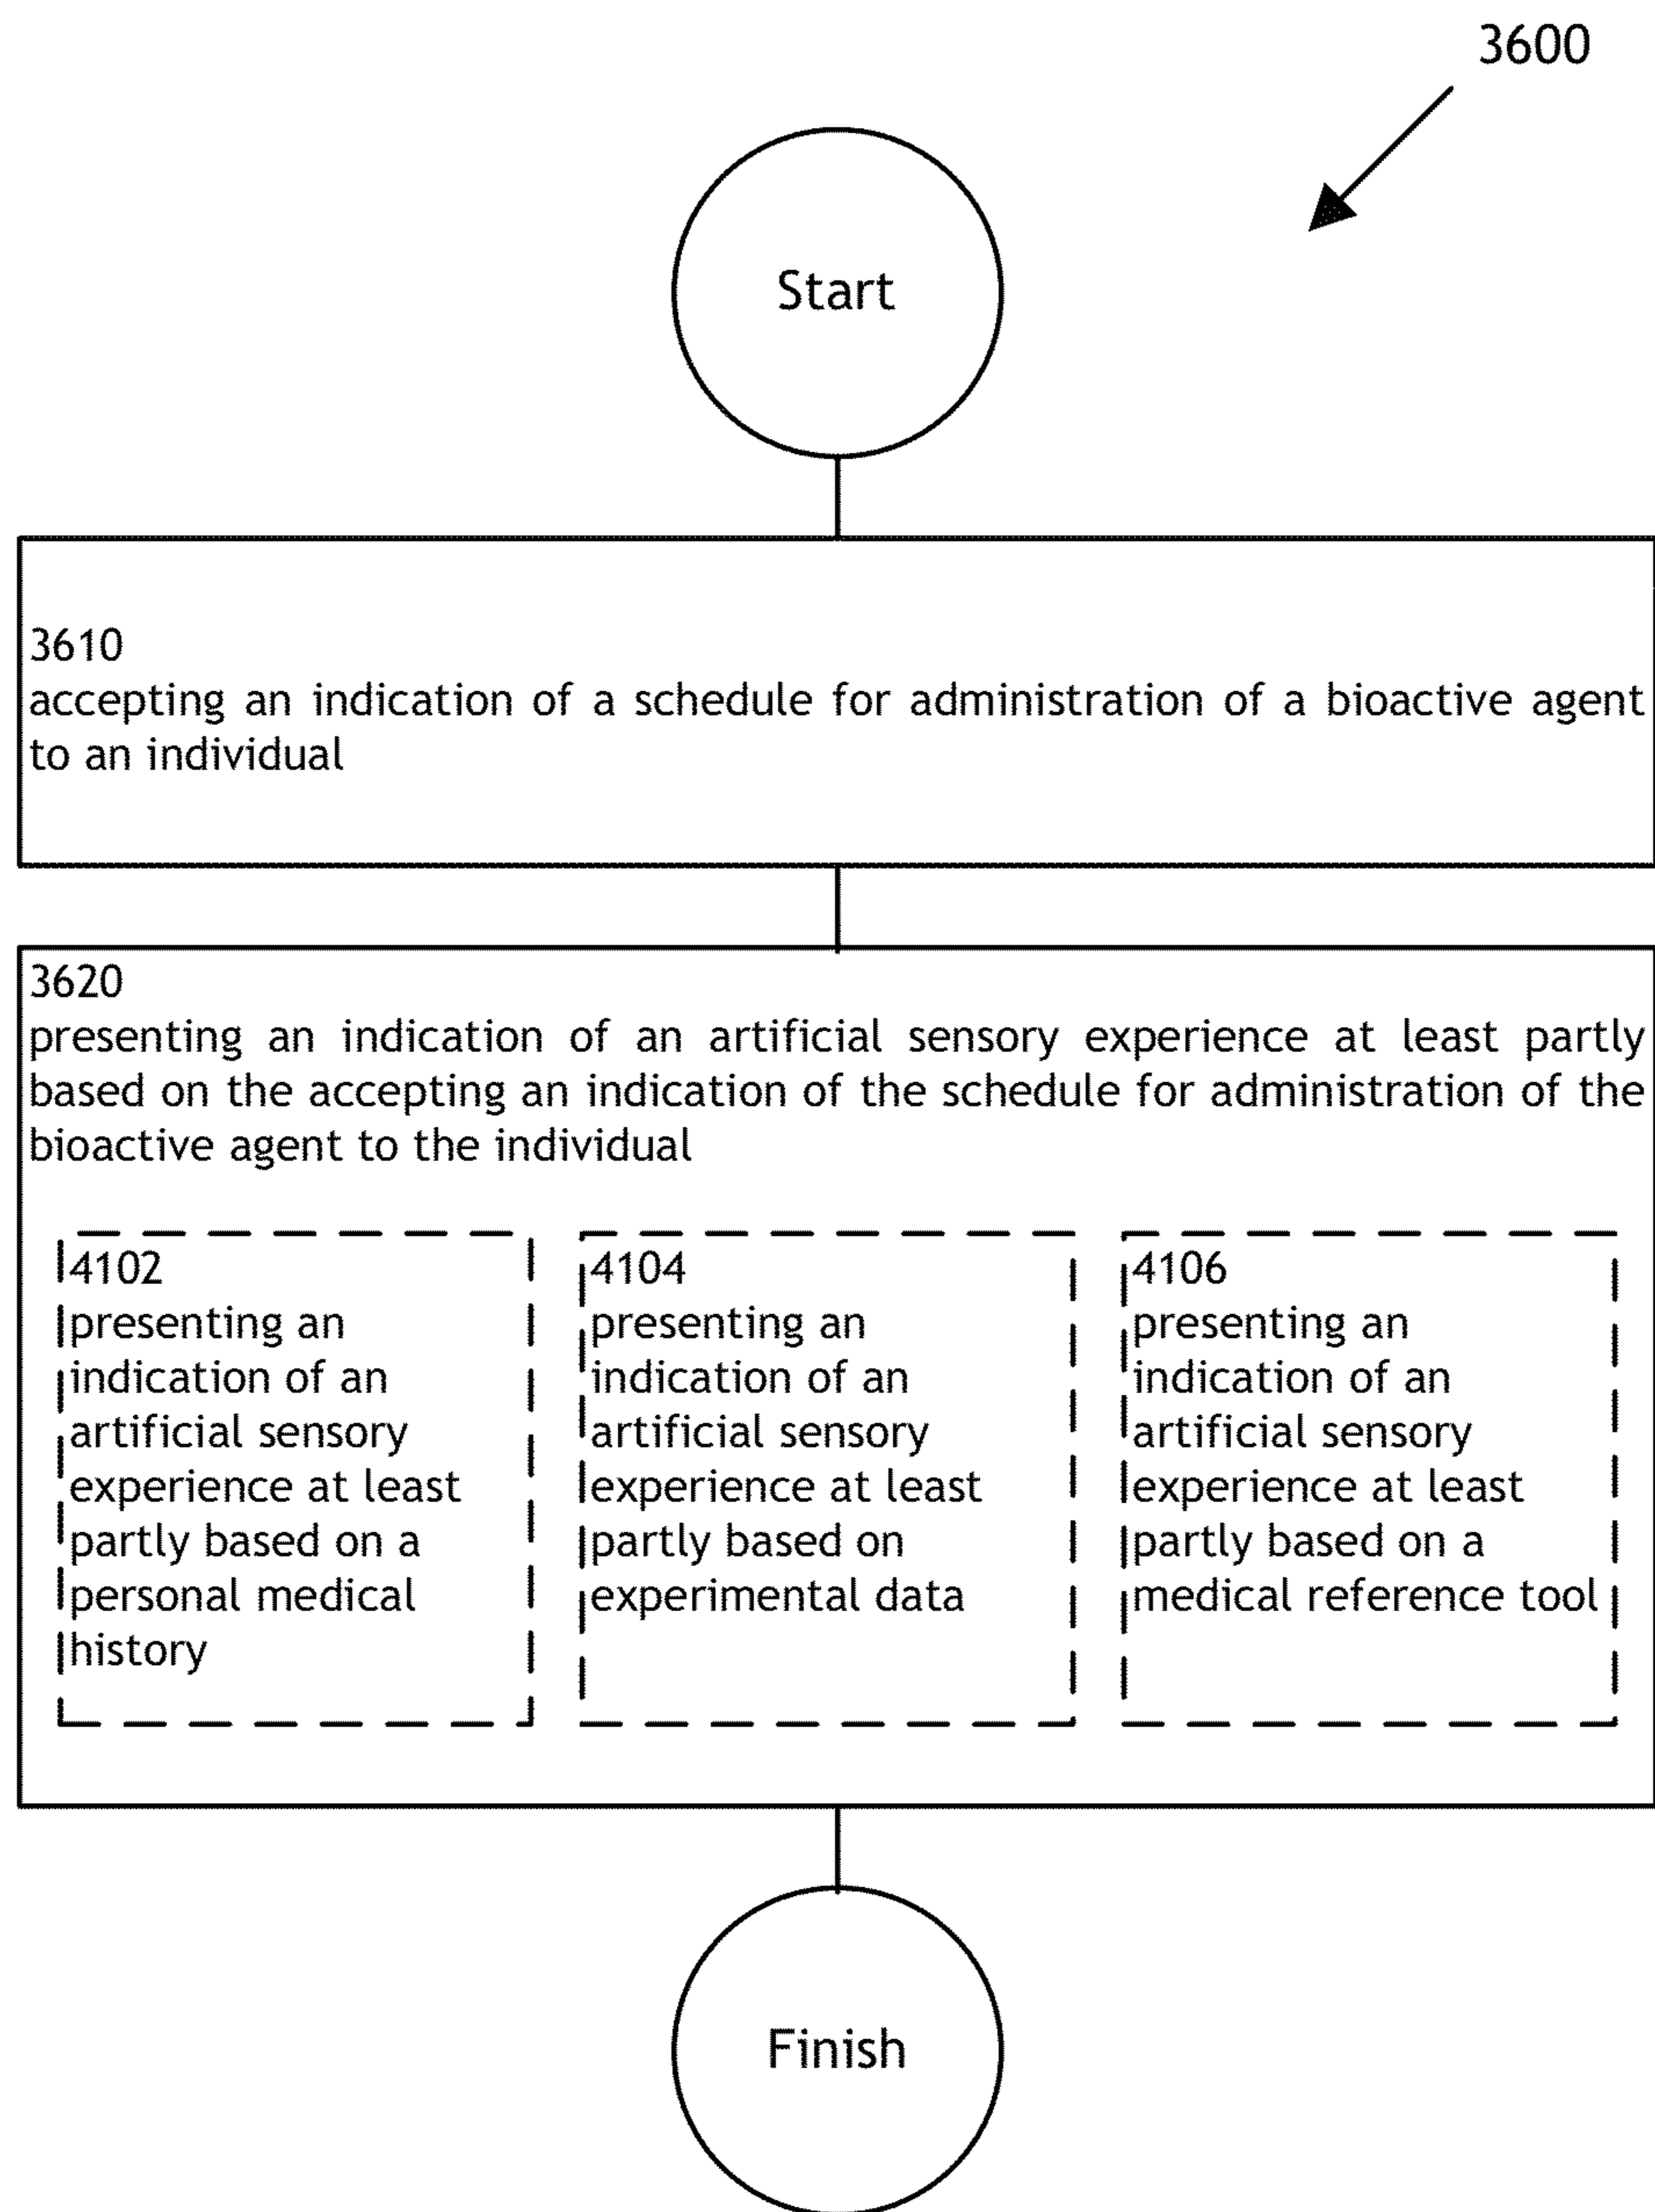 3600
Start
3610
accepting an indication of a schedule for administration of a bioactive agent
to an individual
3620
presenting an indication of an artificial sensory experience at least partly
based on the accepting an indication of the schedule for administration of the
bioactive agent to the individual
4102
presenting an
indication of an
artificial sensory
experience at least
partly based on a
personal medical
history
4104
presenting an
indication of an
artificial sensory
experience at least
partly based on
experimental data
4106
presenting an
indication of an
artificial sensory
experience at least
partly based on a
medical reference tool
Finish